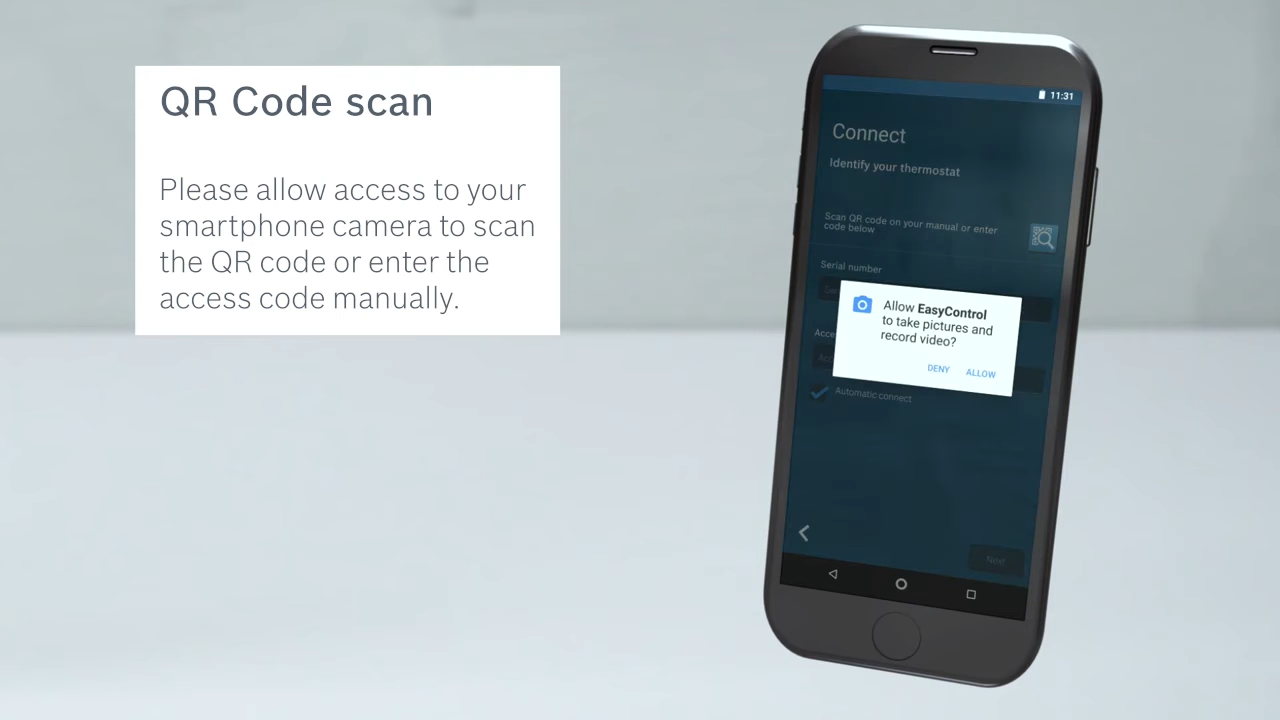 QR Code scan
Please allow access to your
smartphone camera to scan
the QR code or enter the
access code manually.
11:31
Connect
Identify your thermostat
Scan QR code on your manual or enter
code below
Serial number
Allow EasyControl
to take pictures and
record video?
DENY ALLOW
Automatic connect
Next